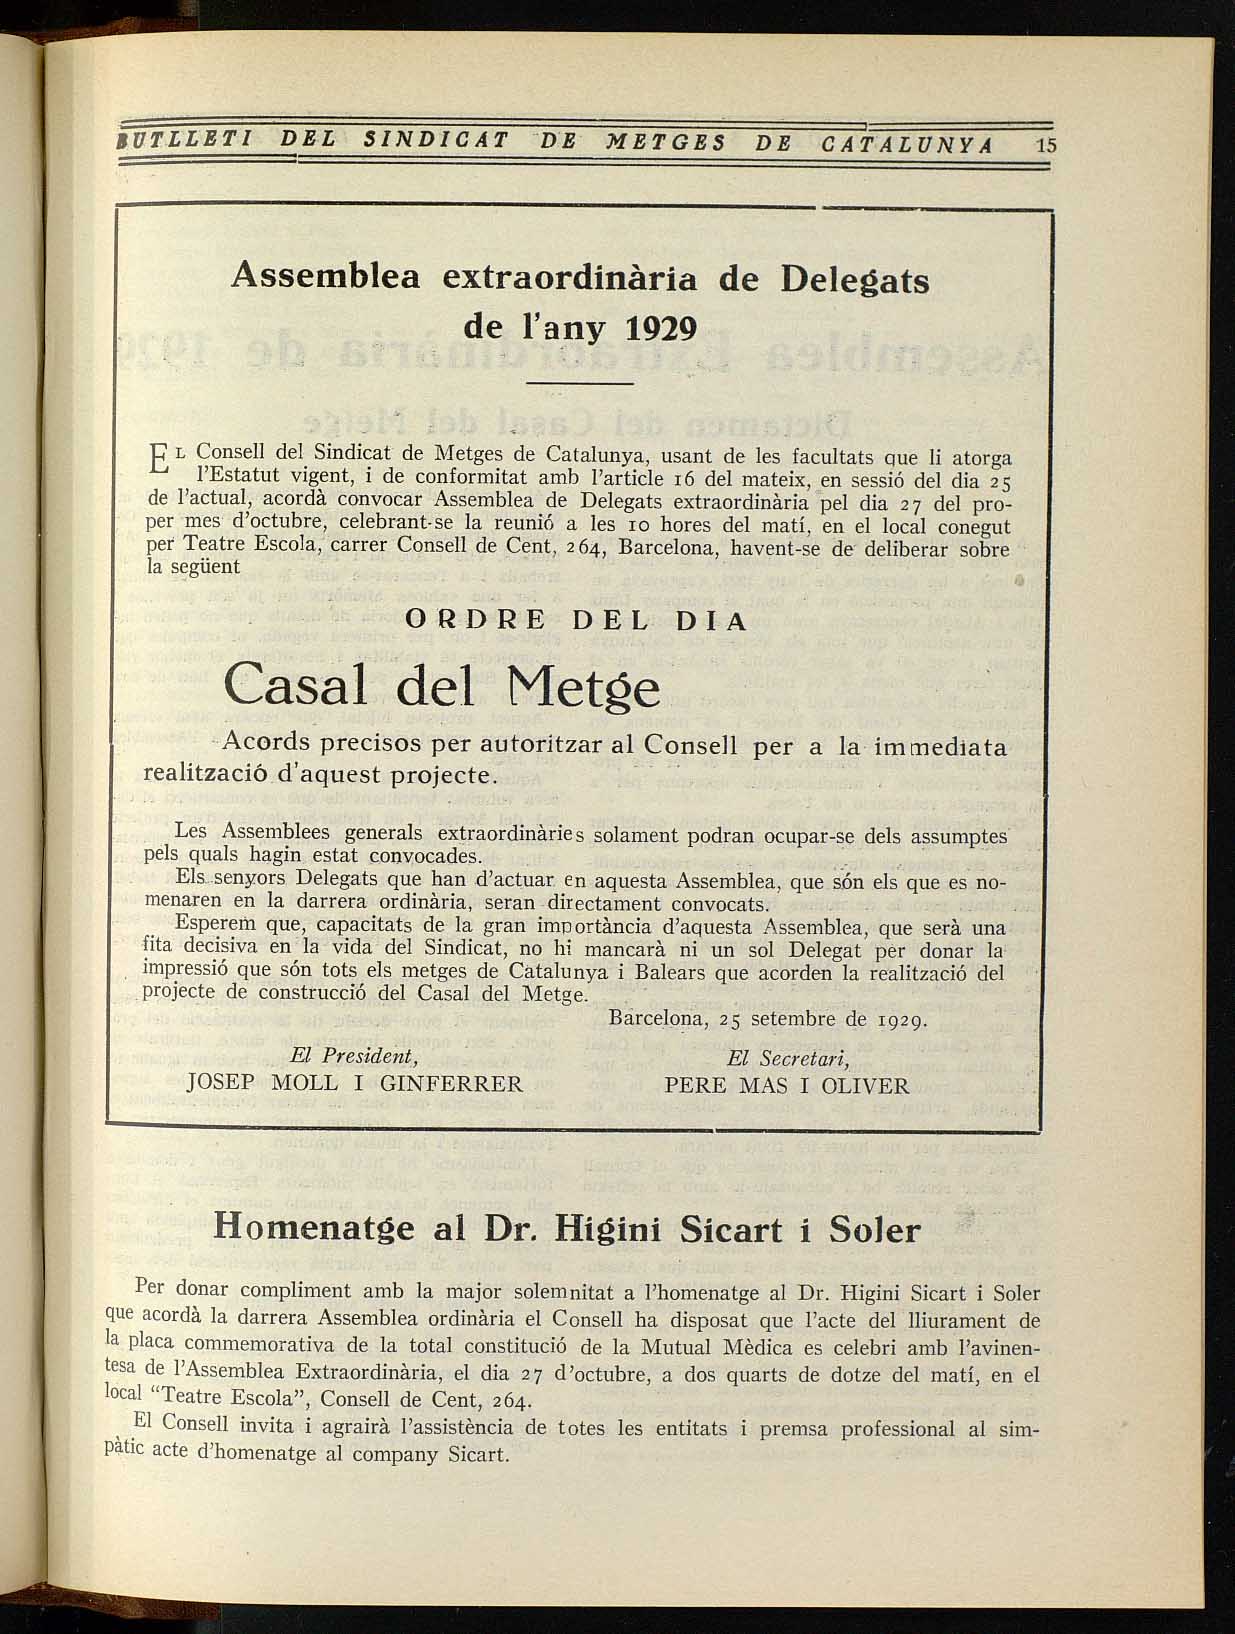 BUTLLETI DEL SINDICAT DE METGES DE CATALUNYA 15
Assemblea extraordinària de Delegats
de l'any 1929
EL Consell del Sindicat de Metges de Catalunya, usant de les facultats que li atorga
l'Estatut vigent, i de conformitat amb l'article 16 del mateix, en sessió del dia 25
de l'actual, acordà convocar Assemblea de Delegats extraordinària pel dia 27 del pro-
per mes d'octubre, celebrant-se la reunió a les 10 hores del matí, en el local conegut
per Teatre Escola, carrer Consell de Cent, 264, Barcelona, havent-se de deliberar sobre
la següent
ORDRE DEL DIA
Casal del Metge
Acords precisos per autoritzar al Consell per a la immediata
realització d'aquest projecte.
Les Assemblees generals extraordinàries solament podran ocupar-se dels assumptes
pels quals hagin estat convocades.
Els senyors Delegats que han d'actuar en aquesta Assemblea, que són els que es no-
menaren en la darrera ordinària, seran directament convocats.
Esperem que, capacitats de la gran importància d'aquesta Assemblea, que serà una
fita decisiva en la vida del Sindicat, no hi mancarà ni un sol Delegat per donar la
impressió que són tots els metges de Catalunya i Balears que acorden la realització del
projecte de construcció del Casal del Metge.
Barcelona, 25 setembre de 1929.
El President,
JOSEP MOLL I GINFERRER
El Secretari,
PERE MAS I OLIVER
Homenatge al Dr. Higini Sicart i Soler
Per donar compliment amb la major solemnitat a l'homenatge al Dr. Higini Sicart i Soler
que acordà la darrera Assemblea ordinària el Consell ha disposat que l'acte del lliurament de
la placa commemorativa de la total constitució de la Mutual Mèdica es celebri amb l'avinen-
tesa de l'Assemblea Extraordinària, el dia 27 d'octubre, a dos quarts de dotze del matí, en el
local "Teatre Escola", Consell de Cent, 264.
El Consell invita i agrairà l'assistència de totes les entitats i premsa professional al sim-
pàtic acte d'homenatge al company Sicart.